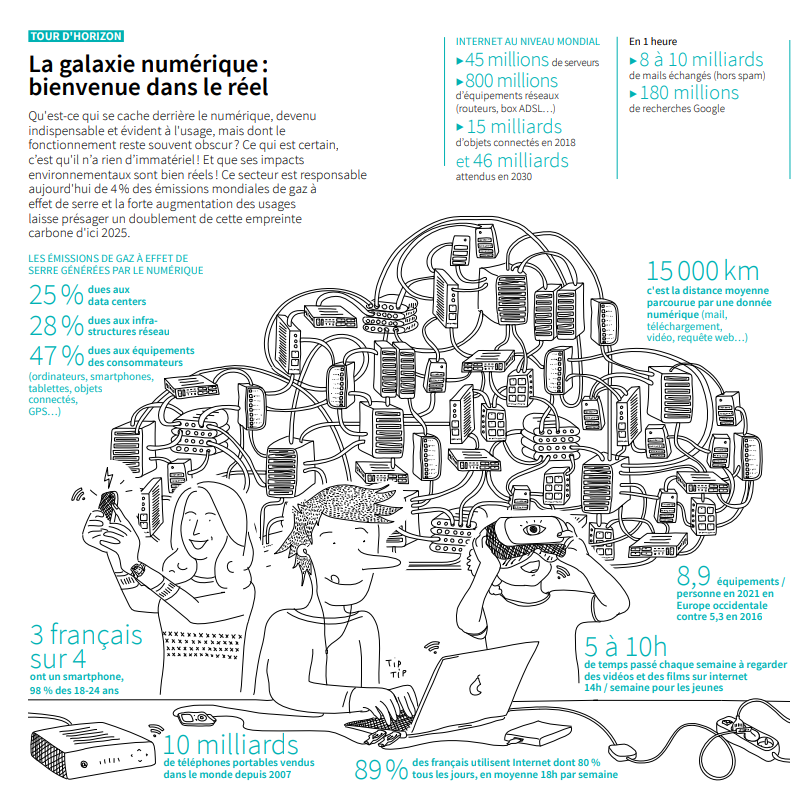 TOUR D'HORIZON
La galaxie numérique :
bienvenue dans le réel
Qu'est-ce qui se cache derrière le numérique, devenu
indispensable et évident à l'usage, mais dont le
fonctionnement reste souvent obscur ? Ce qui est certain,
c'est qu'il n'a rien d'immatériel ! Et que ses impacts
environnementaux sont bien réels ! Ce secteur est responsable
aujourd'hui de 4 % des émissions mondiales de gaz à
effet de serre et la forte augmentation des usages
laisse présager un doublement de cette empreinte
carbone d'ici 2025.
INTERNET AU NIVEAU MONDIAL
▸45 millions de serveurs
▸800 millions
d'équipements réseaux
(routeurs, box ADSL…)
▸ 15 milliards
d'objets connectés en 2018
et 46 milliards
attendus en 2030
En 1 heure
▸8 à 10 milliards
de mails échangés (hors spam)
▸180 millions
de recherches Google
LES ÉMISSIONS DE GAZ À EFFET DE
SERRE GÉNÉRÉES PAR LE NUMÉRIQUE
25 % dues aux
data centers
28 % dues aux infra-
structures réseau
47 % dues aux équipements
des consommateurs
(ordinateurs, smartphones,
tablettes, objets
connectés,
GPS…)
15 000 km
c'est la distance moyenne
parcourue par une donnée
numérique (mail,
téléchargement,
vidéo, requête web…)
8,9 équipements /
personne en 2021 en
Europe occidentale
contre 5,3 en 2016
3 français
sur 4
ont un smartphone,
98 % des 18-24 ans
TIP
TIP
5 à 10h
de temps passé chaque semaine à regarder
des vidéos et des films sur internet
14h / semaine pour les jeunes
10 milliards
de téléphones portables vendus
dans le monde depuis 2007
89 % des français utilisent Internet dont 80 %
tous les jours, en moyenne 18h par semaine